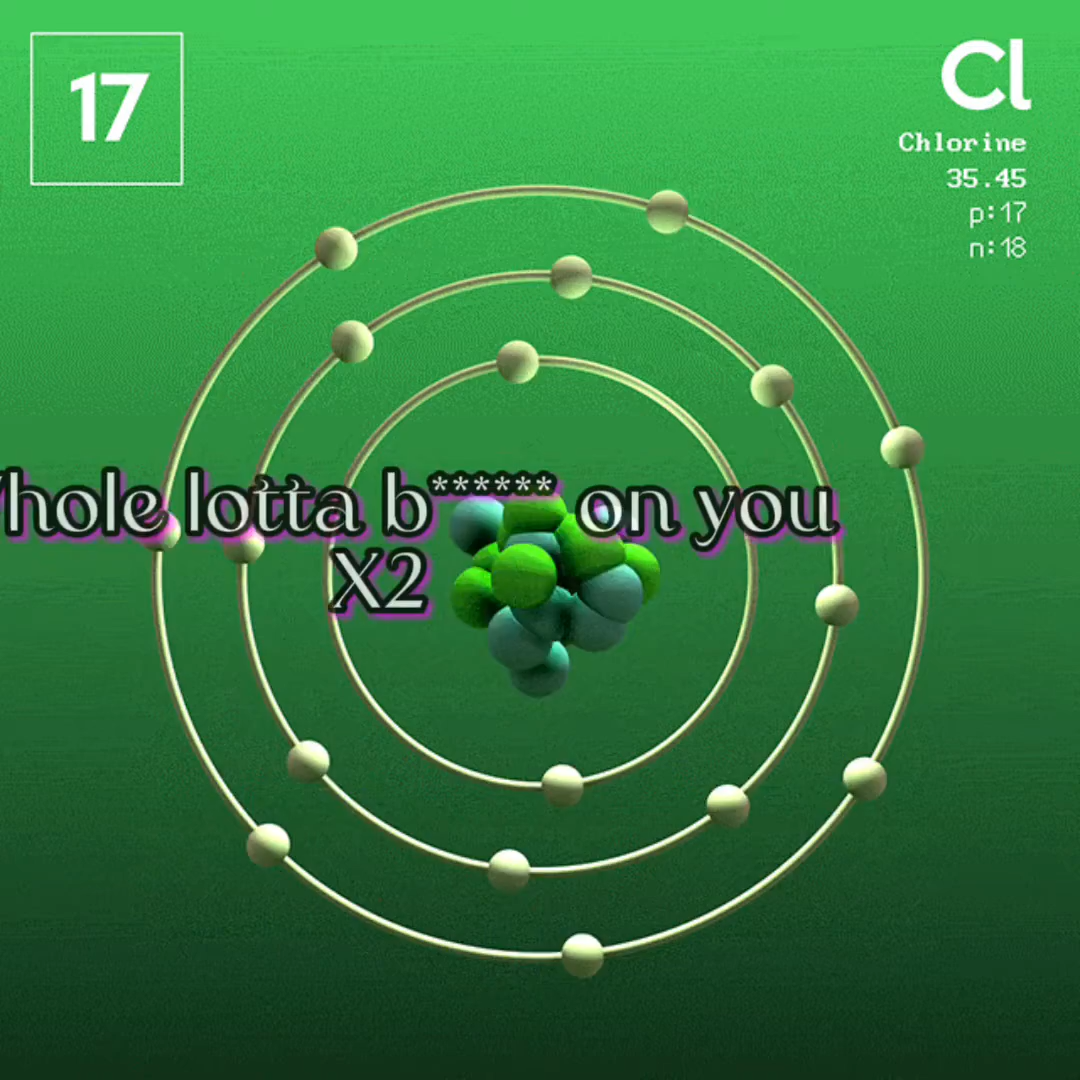 17
Cl
Chlorine
35.45
p:17
n:18
hole lotta b****** on you
X2